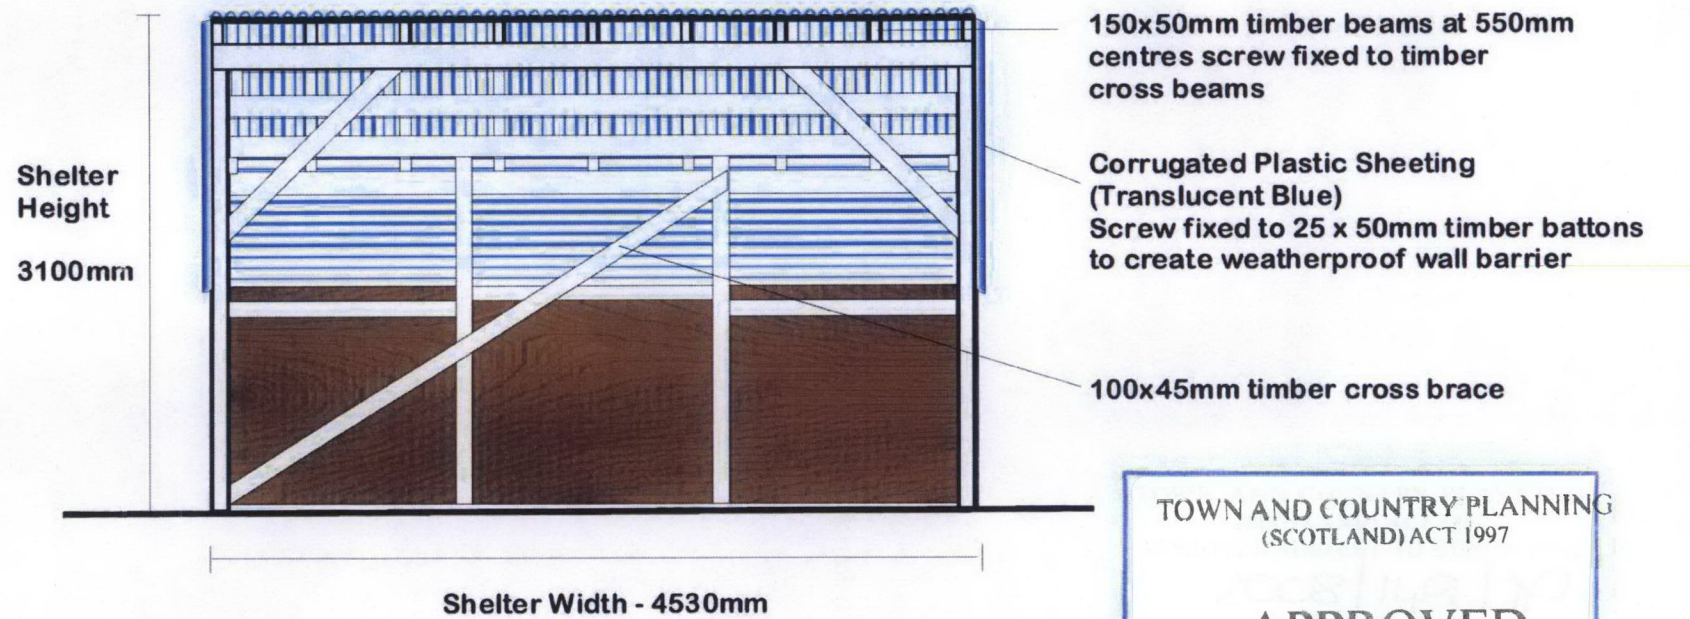 150x50mm timber beams at 550mm
centres screw fixed to timber
cross beams
Shelter
Height
3100mm
Corrugated Plastic Sheeting
(Translucent Blue)
Screw fixed to 25 x 50mm timber battons
to create weatherproof wall barrier
100x45mm timber cross brace
Shelter Width - 4530mm
TOWN AND COUNTRY PLANNING
(SCOTLAND) ACT 1997
APPROVED